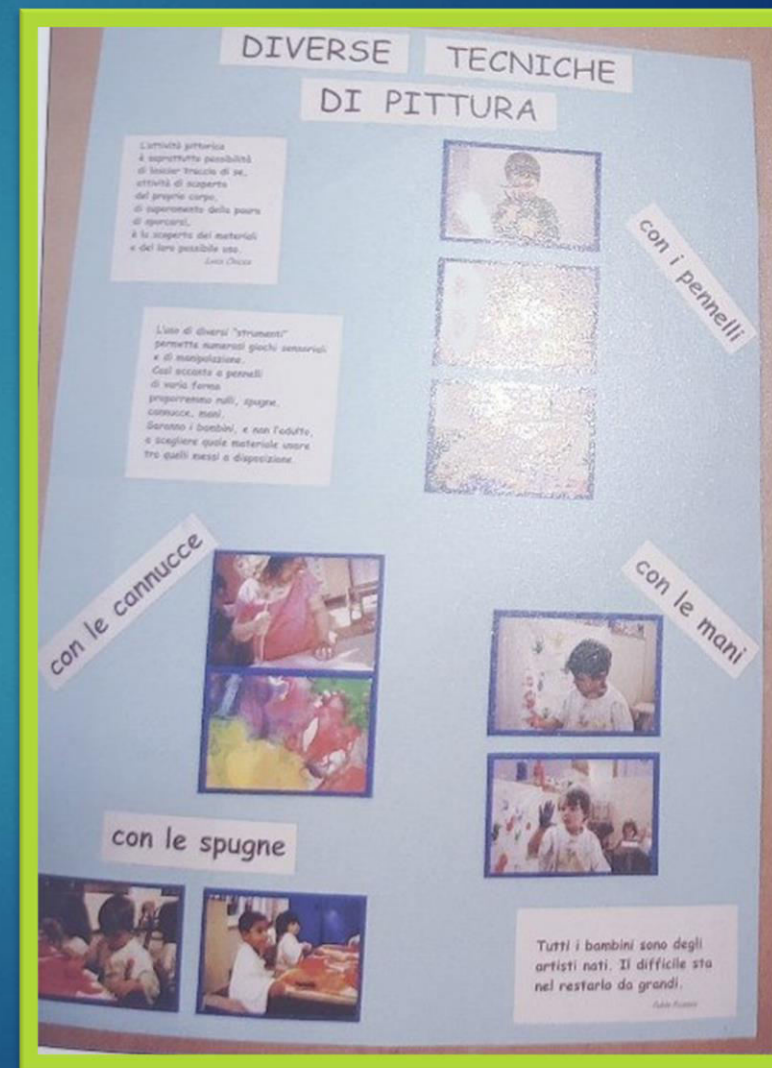 DIVERSE TECNICHE
DI PITTURA
L'attività pittorica
è soprattutto possibilità
di lasciar traccia di se,
attività di scoperta
del proprio corpo,
di superamento della paura
di sporcarsi,
è la scoperta dei materiali
e del loro possibile uso.
con i pennelli
L'uso di diversi "strumenti"
permette numerosi giochi sensoriali
e di manipolazione.
Così accanto a pennelli
di varia forma
proporremmo rulli, spugne,
cannucce, mani.
Saranno i bambini, e non l'adulto,
a scegliere quale materiale usare
tra quelli messi a disposizione.
con le cannucce
con le mani
con le spugne
Tutti i bambini sono degli
artisti nati. Il difficile sta
nel restarlo da grandi.